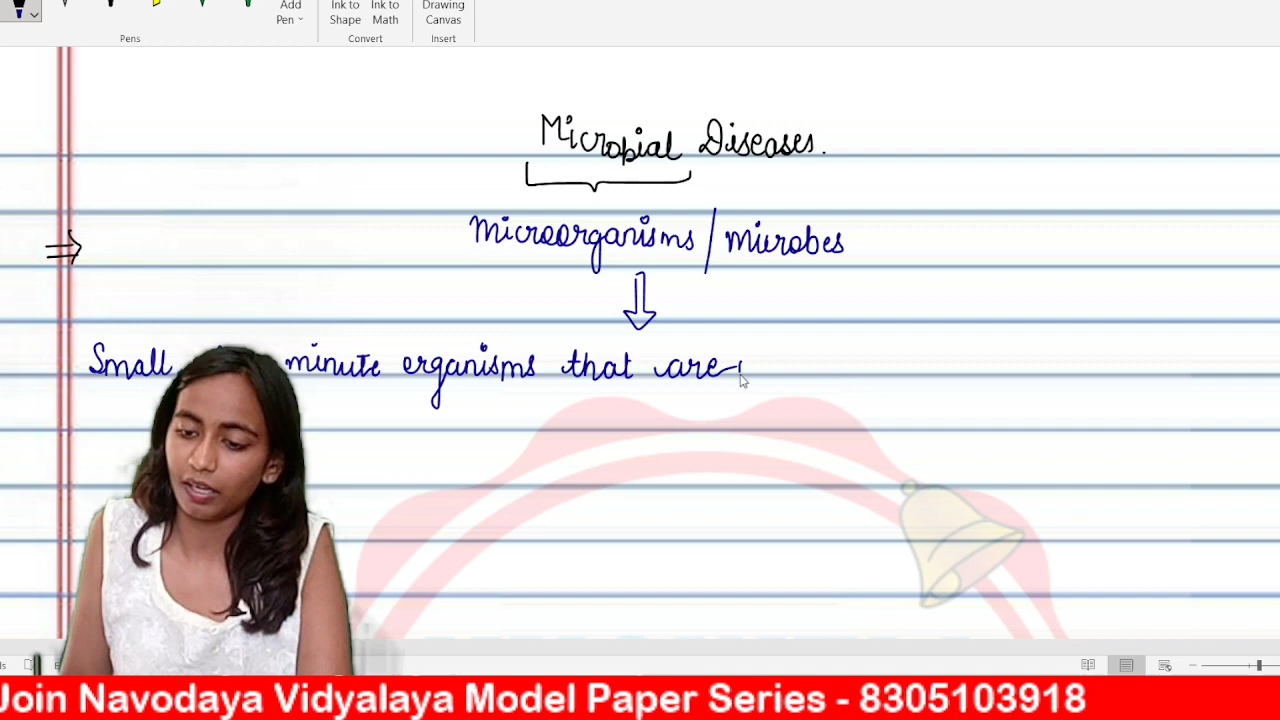 Add
Pen
Ink to
Shape
Ink to
Math
Drawing
Canvas
Pens
Convert
Insert
Microbial Diseases.
Microorganisms / Microbes
Small minute organisms that are
Join Navodaya Vidyalaya Model Paper Series - 8305103918